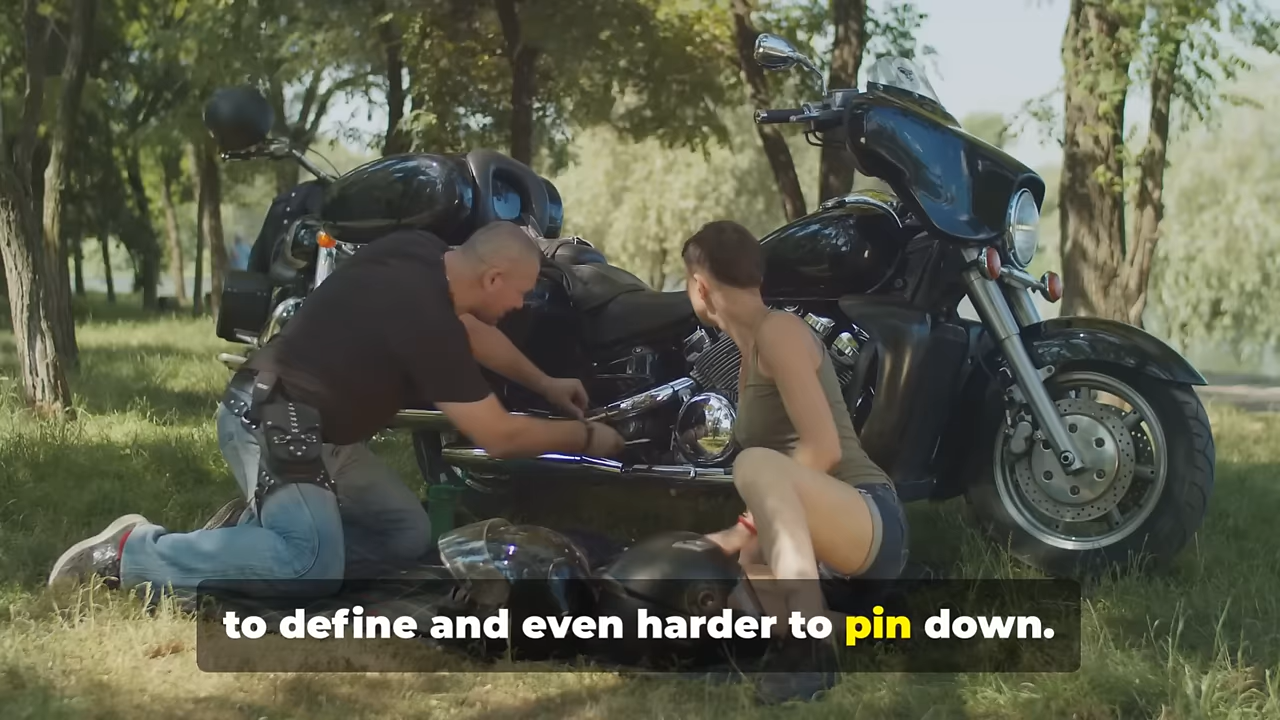 to define and even harder to pin down.